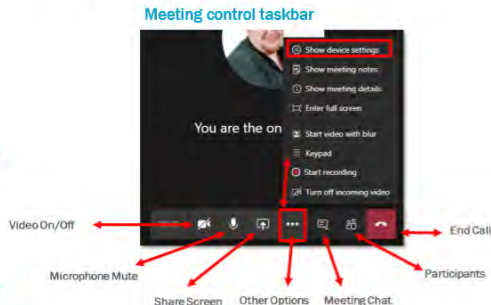 Meeting control taskbar
Show device settings
Show meeting notes
Show meeting details
Enter full screen
You are the on
Start video with blur
Keypad
Start recording
Turn off incoming video
Video On/Off
End Call
Microphone Mute
Participants
Share Screen
Other Options
Meeting Chat